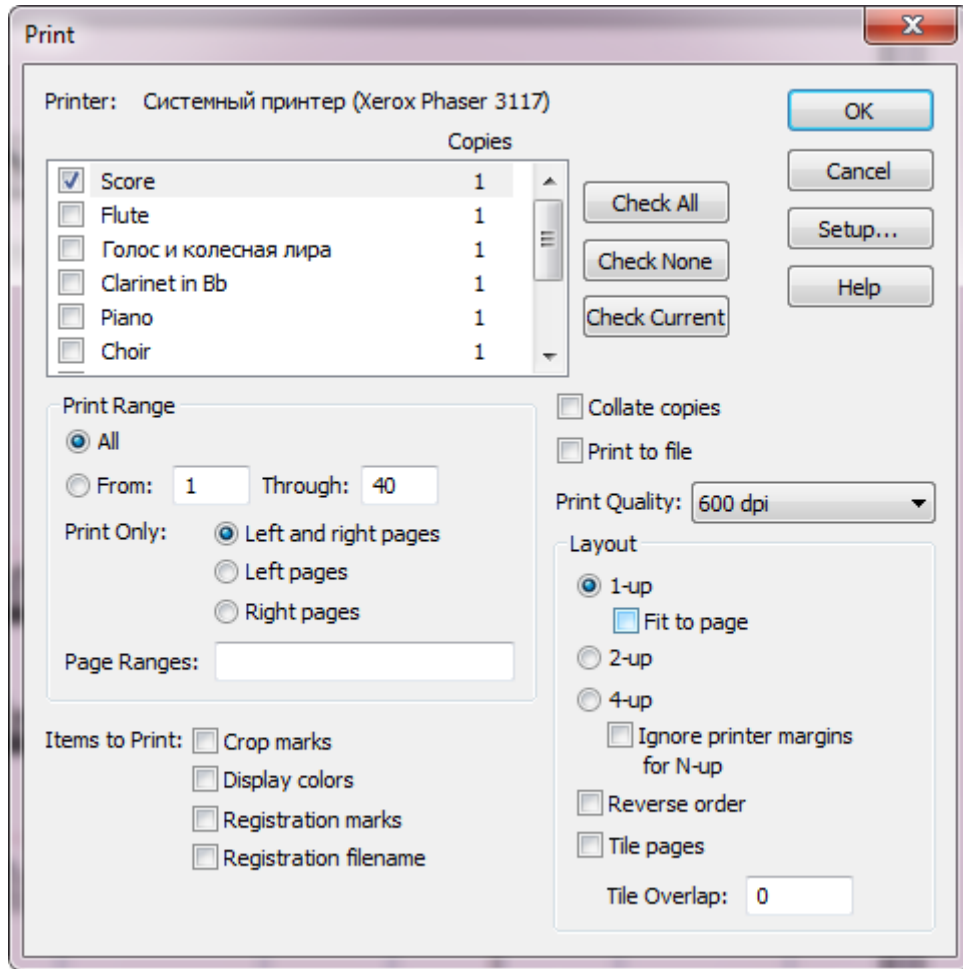 Print
Printer: Системный принтер (Xerox Phaser 3117)
Copies
Score 1
Flute 1
Голос и колесная лира 1
Clarinet in Bb 1
Piano 1
Choir 1
Check All
Check None
Check Current
OK
Cancel
Setup...
Help
Print Range
All
From: 1 Through: 40
Print Only: Left and right pages
Left pages
Right pages
Page Ranges:
Items to Print: Crop marks
Display colors
Registration marks
Registration filename
Collate copies
Print to file
Print Quality: 600 dpi
Layout
1-up
Fit to page
2-up
4-up
Ignore printer margins
for N-up
Reverse order
Tile pages
Tile Overlap: 0